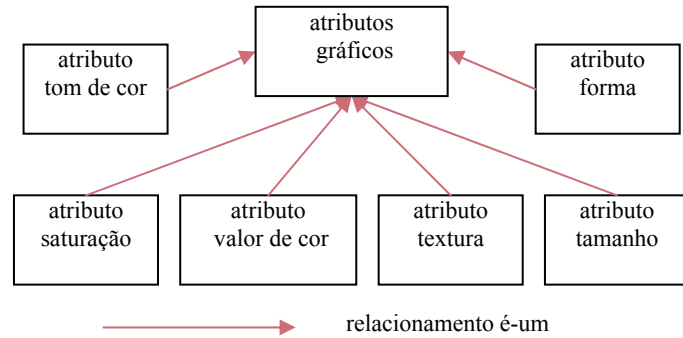 atributos
gráficos
atributo
tom de cor
atributo
forma
atributo
saturação
atributo
valor de cor
atributo
textura
atributo
tamanho
relacionamento é-um